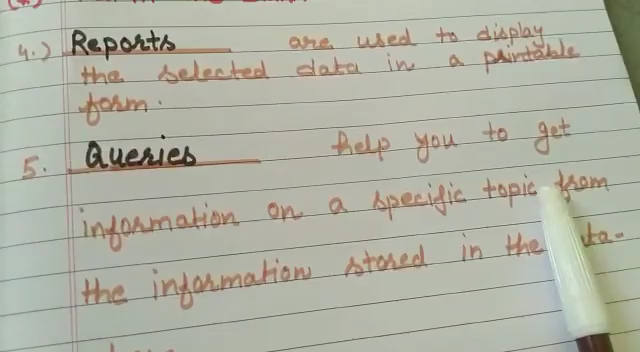 4.) Reports are used to display
the selected data in a printable
form.
5. Queries help you to get
information on a specific topic from
the information stored in the